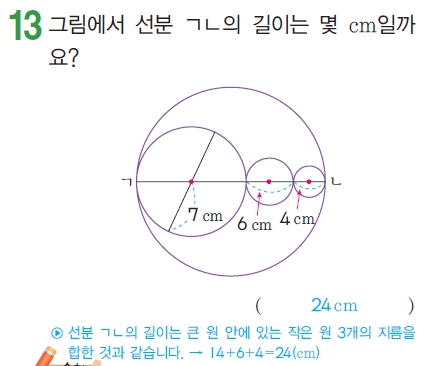 13 그림에서 선분 ㄱㄴ의 길이는 몇 cm일까
요?
ㄱ
ㄴ
7 cm
6 cm
4 cm
( 24 cm )
선분 ㄱㄴ의 길이는 큰 원 안에 있는 작은 원 3개의 지름을
합한 것과 같습니다. → 14+6+4=24(cm)